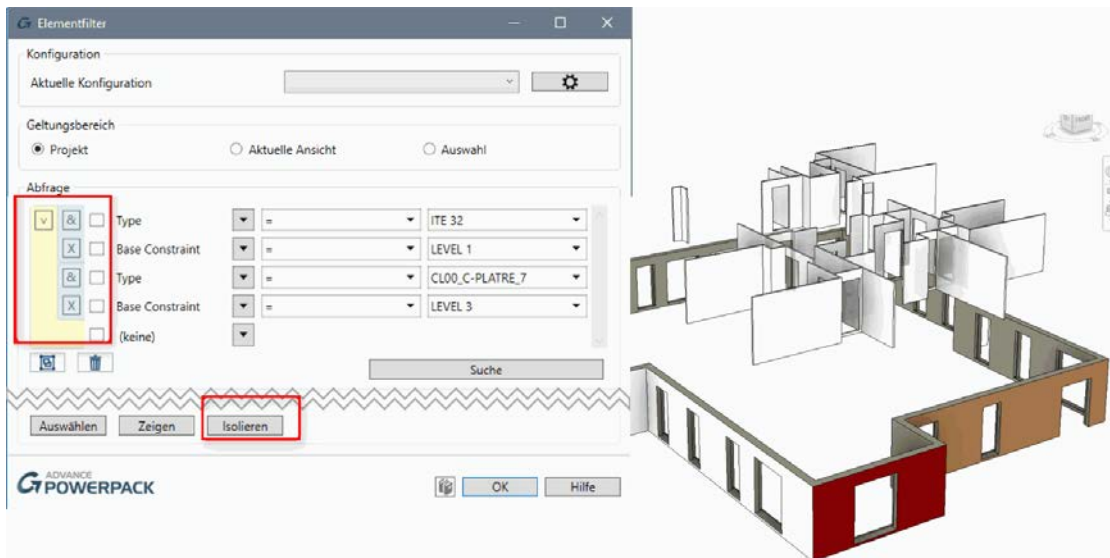 Elementfilter
Konfiguration
Aktuelle Konfiguration
Geltungsbereich
Projekt Aktuelle Ansicht Auswahl
Abfrage
v & Type = ITE 32
X Base Constraint = LEVEL 1
& Type = CL00_C-PLATRE_7
X Base Constraint = LEVEL 3
(keine)
Suche
Auswählen Zeigen Isolieren
ADVANCE
POWERPACK
OK Hilfe